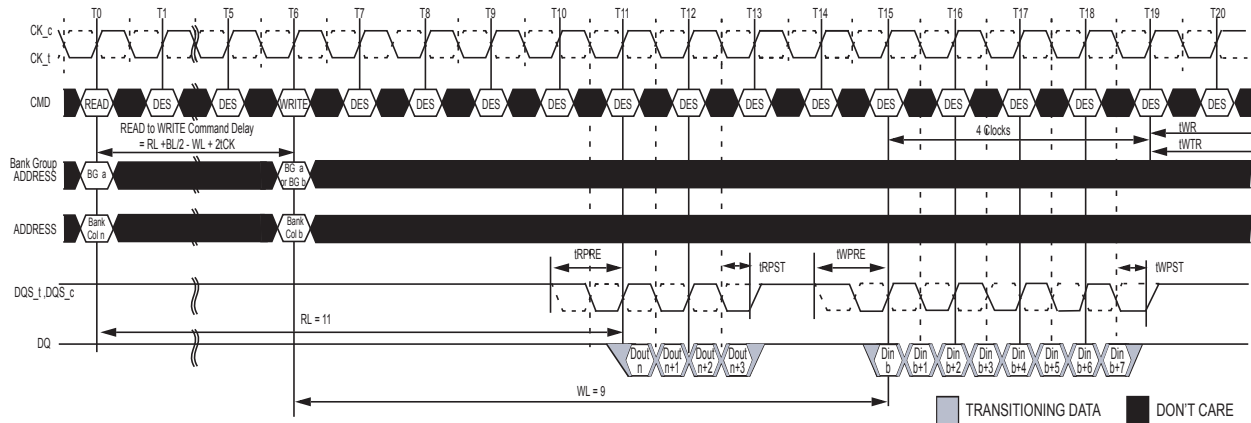 T0 T1 T5 T6 T7 T8 T9 T10 T11 T12 T13 T14 T15 T16 T17 T18 T19 T20
CK_c
CK_t
CMD READ DES DES WRITE DES DES DES DES DES DES DES DES DES DES DES DES DES DES
READ to WRITE Command Delay
= RL +BL/2 - WL + 2tCK
4 Clocks
tWR
tWTR
Bank Group
ADDRESS
BG a
BG a
or BG b
ADDRESS
Bank
Col n
Bank
Col b
tRPRE
tRPST
tWPRE
tWPST
DQS_t ,DQS_c
RL = 11
DQ
Dout
n
Dout
n+1
Dout
n+2
Dout
n+3
Din
b
Din
b+1
Din
b+2
Din
b+3
Din
b+4
Din
b+5
Din
b+6
Din
b+7
WL = 9
TRANSITIONING DATA
DON'T CARE